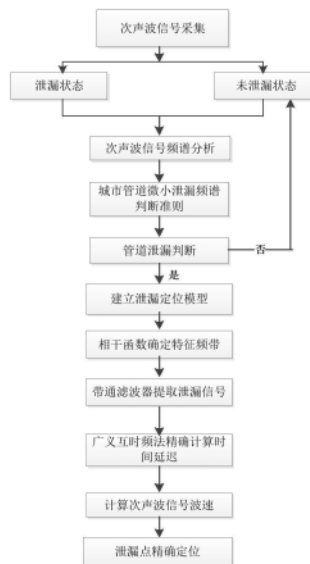 次声波信号采集
泄漏状态
未泄漏状态
次声波信号频谱分析
城市管道微小泄漏频谱
判断准则
管道泄漏判断
否
是
建立泄漏定位模型
相干函数确定特征频带
带通滤波器提取泄漏信号
广义互时频法精确计算时
间延迟
计算次声波信号波速
泄漏点精确定位